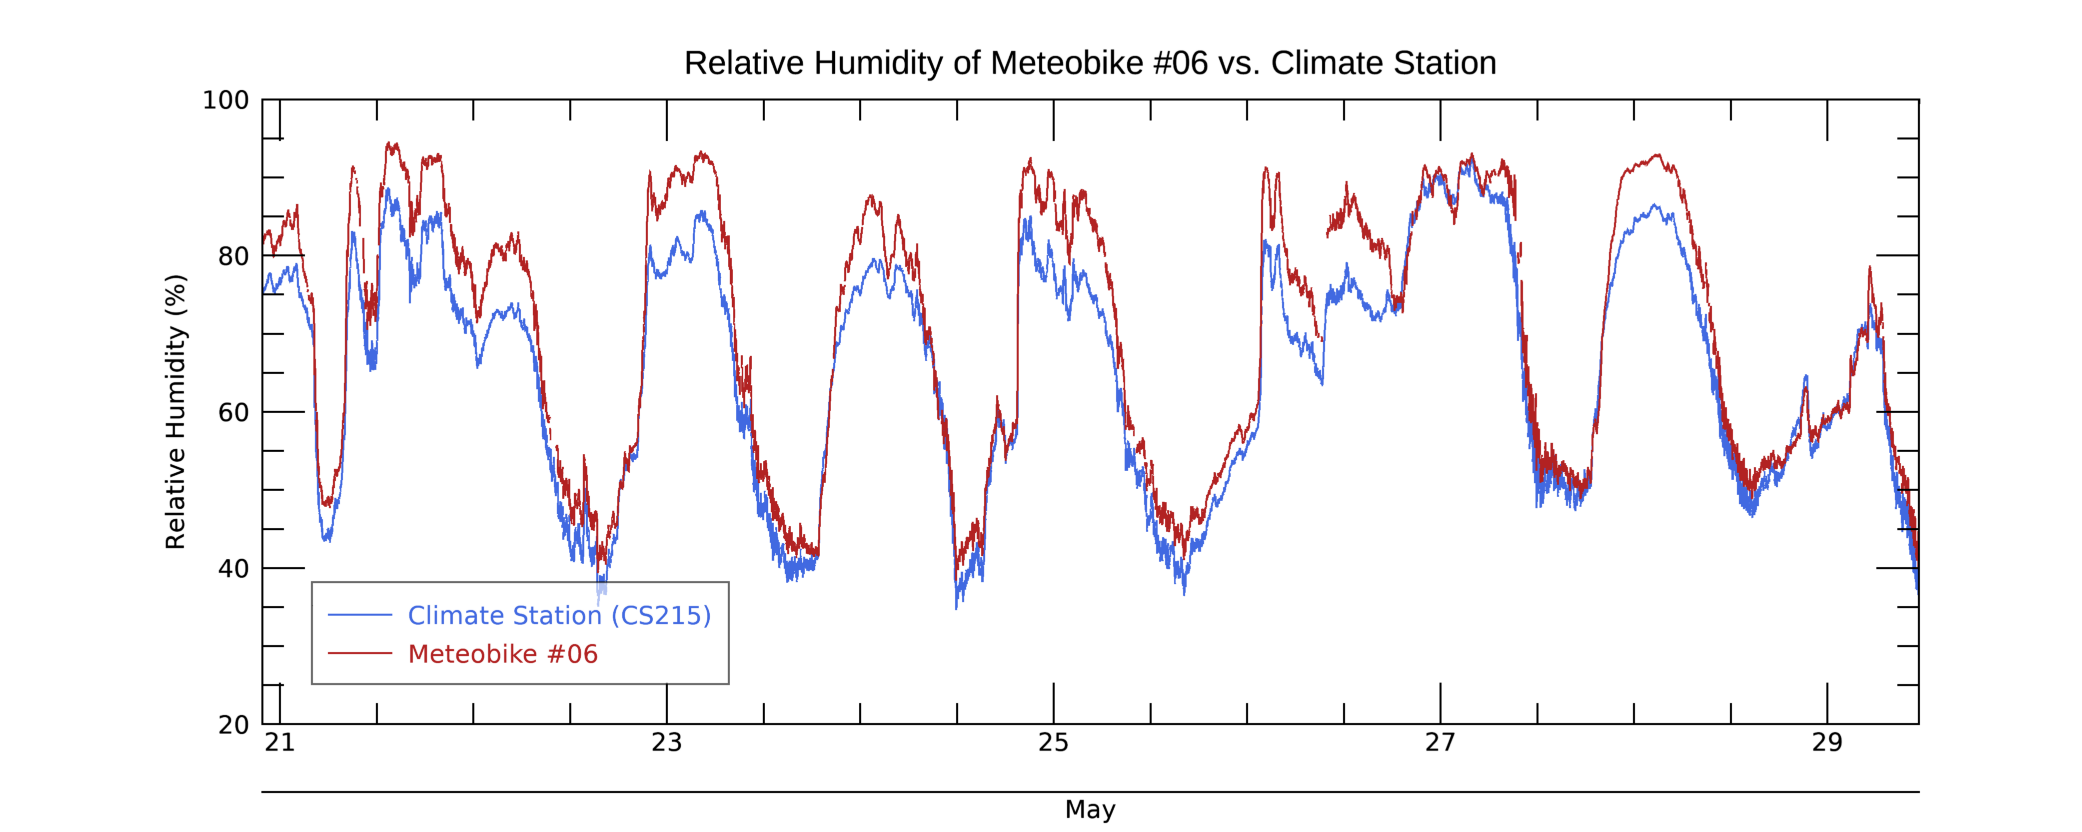 Relative Humidity of Meteobike #06 vs. Climate Station
Relative Humidity (%)
100
80
60
40
20
Climate Station (CS215)
Meteobike #06
21 23 25 27 29
May